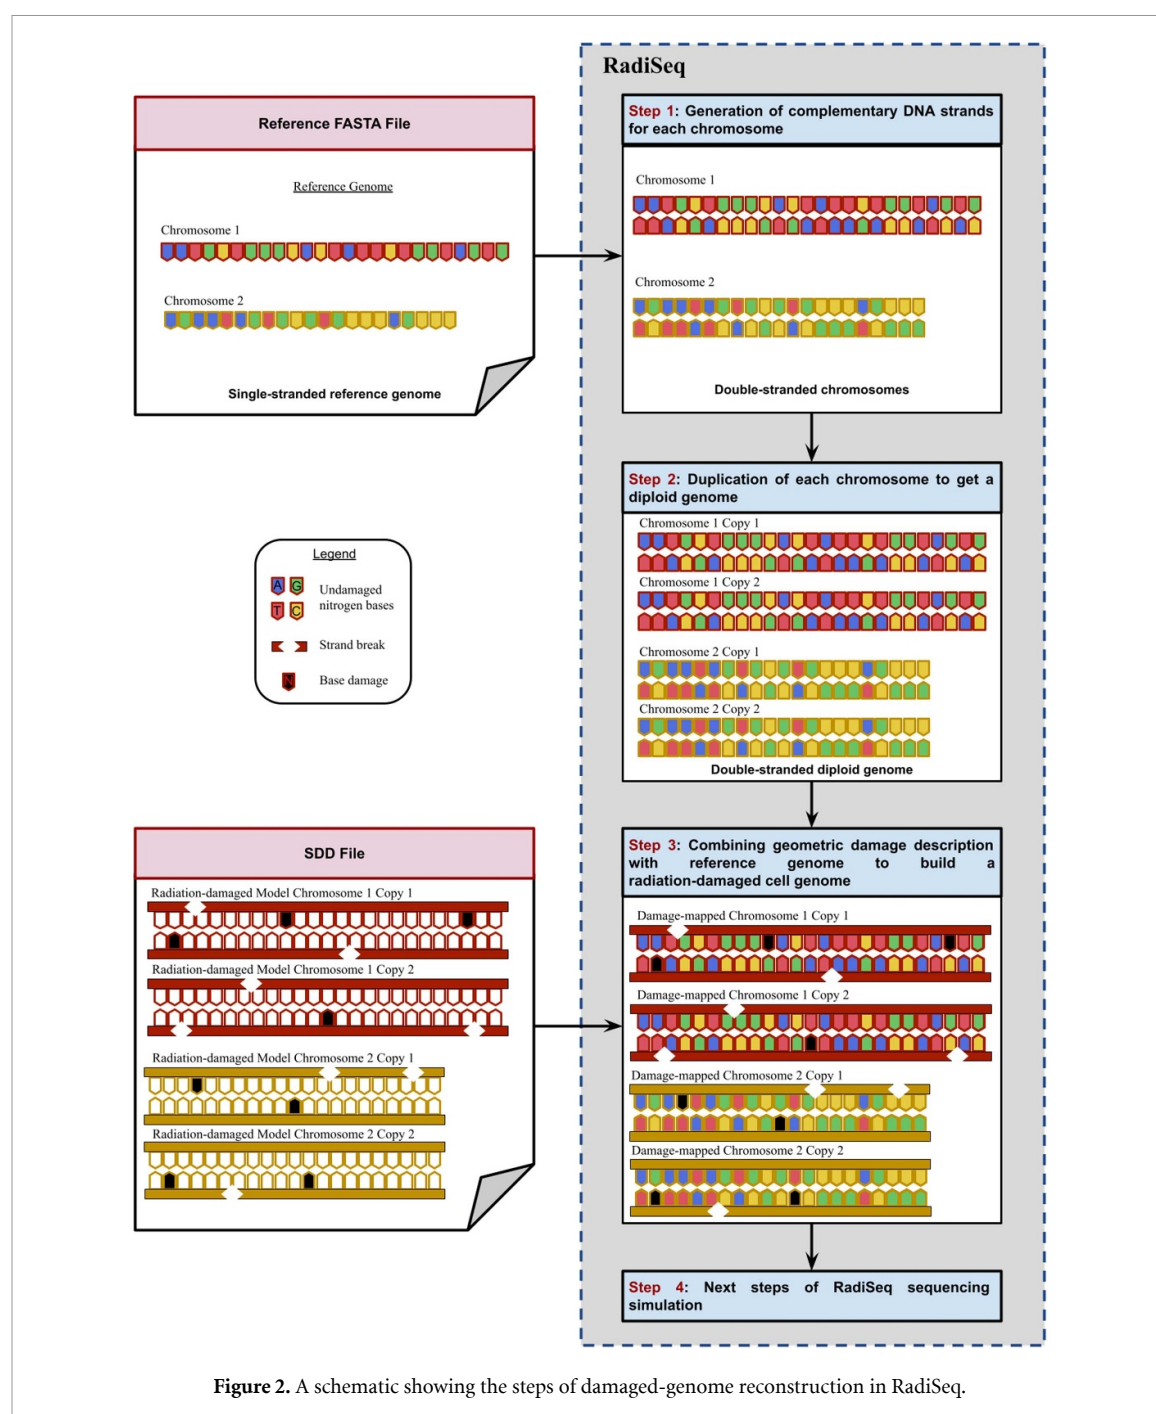 RadiSeq
Reference FASTA File
Reference Genome
Chromosome 1
Chromosome 2
Single-stranded reference genome
Step 1: Generation of complementary DNA strands
for each chromosome
Chromosome 1
Chromosome 2
Double-stranded chromosomes
Step 2: Duplication of each chromosome to get a
diploid genome
Chromosome 1 Copy 1
Chromosome 1 Copy 2
Chromosome 2 Copy 1
Chromosome 2 Copy 2
Double-stranded diploid genome
Legend
A G
T C
Undamaged
nitrogen bases
Strand break
N
Base damage
SDD File
Radiation-damaged Model Chromosome 1 Copy 1
Radiation-damaged Model Chromosome 1 Copy 2
Radiation-damaged Model Chromosome 2 Copy 1
Radiation-damaged Model Chromosome 2 Copy 2
Step 3: Combining geometric damage description
with reference genome to build a
radiation-damaged cell genome
Damage-mapped Chromosome 1 Copy 1
Damage-mapped Chromosome 1 Copy 2
Damage-mapped Chromosome 2 Copy 1
Damage-mapped Chromosome 2 Copy 2
Step 4: Next steps of RadiSeq sequencing
simulation
Figure 2. A schematic showing the steps of damaged-genome reconstruction in RadiSeq.